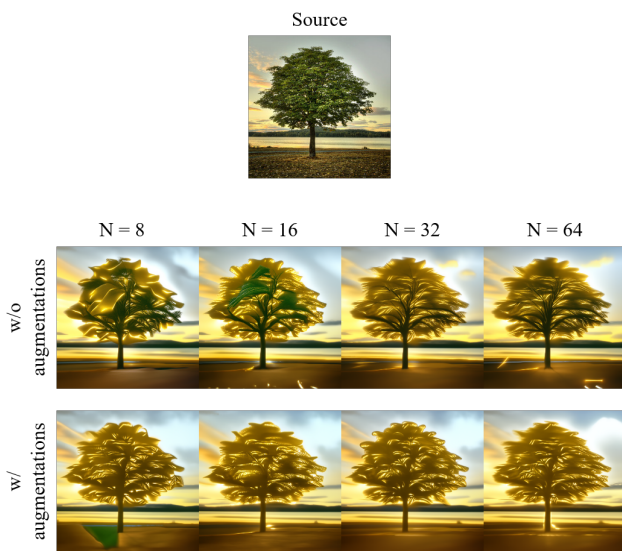 Source
N = 8 N = 16 N = 32 N = 64
w/o
augmentations
w/
augmentations